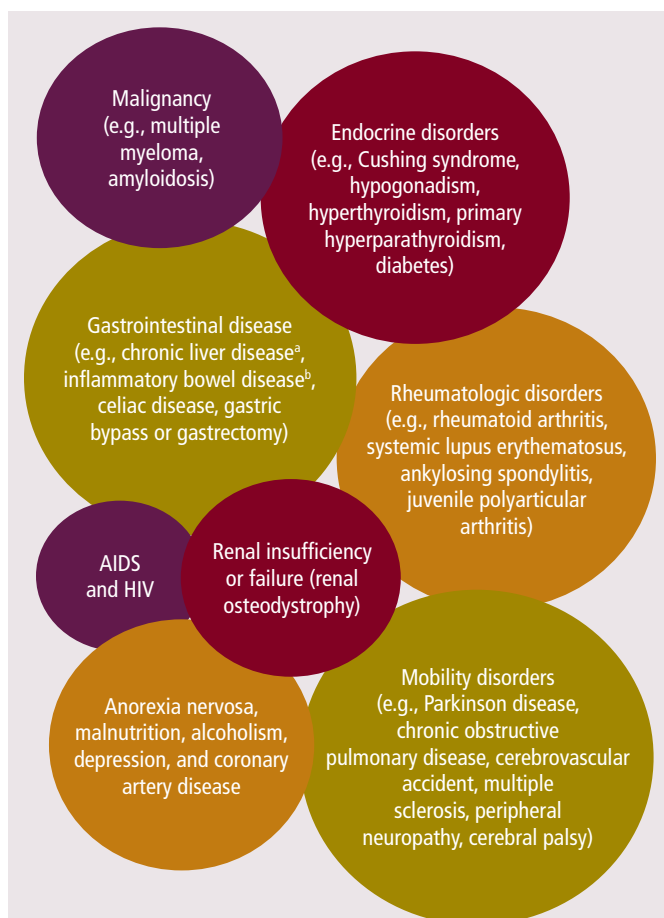 Malignancy
(e.g., multiple
myeloma,
amyloidosis)
Endocrine disorders
(e.g., Cushing syndrome,
hypogonadism,
hyperthyroidism, primary
hyperparathyroidism,
diabetes)
Gastrointestinal disease
(e.g., chronic liver diseaseᵃ,
inflammatory bowel diseaseᵇ,
celiac disease, gastric
bypass or gastrectomy)
Rheumatologic disorders
(e.g., rheumatoid arthritis,
systemic lupus erythematosus,
ankylosing spondylitis,
juvenile polyarticular
arthritis)
AIDS
and HIV
Renal insufficiency
or failure (renal
osteodystrophy)
Anorexia nervosa,
malnutrition, alcoholism,
depression, and coronary
artery disease
Mobility disorders
(e.g., Parkinson disease,
chronic obstructive
pulmonary disease, cerebrovascular
accident, multiple
sclerosis, peripheral
neuropathy, cerebral palsy)